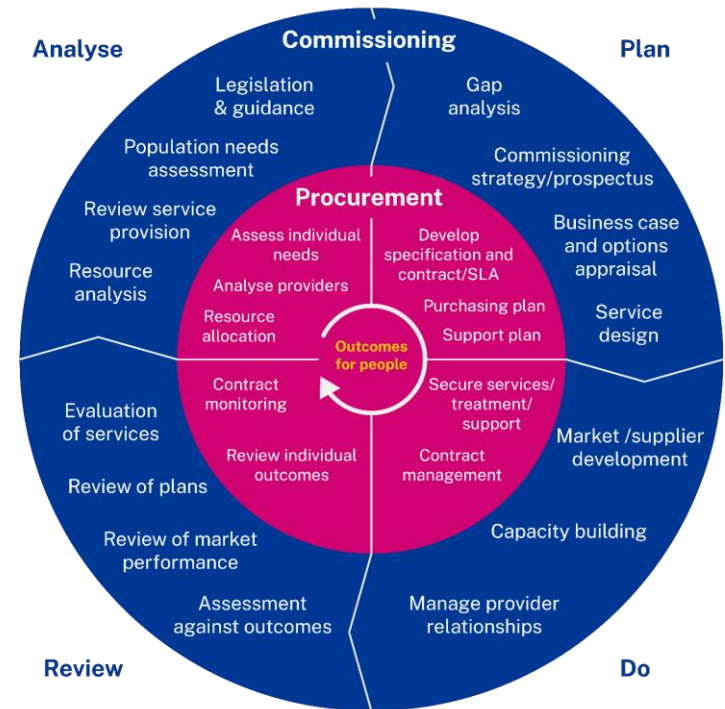 Analyse
Commissioning
Plan
Legislation
& guidance
Population needs
assessment
Review service
provision
Resource
analysis
Gap
analysis
Commissioning
strategy/prospectus
Business case
and options
appraisal
Service
design
Procurement
Assess individual
needs
Analyse providers
Resource
allocation
Develop
specification and
contract/SLA
Purchasing plan
Support plan
Outcomes
for people
Contract
monitoring
Review individual
outcomes
Secure services/
treatment/
support
Contract
management
Evaluation
of services
Review of plans
Review of market
performance
Assessment
against outcomes
Market /supplier
development
Capacity building
Manage provider
relationships
Review
Do